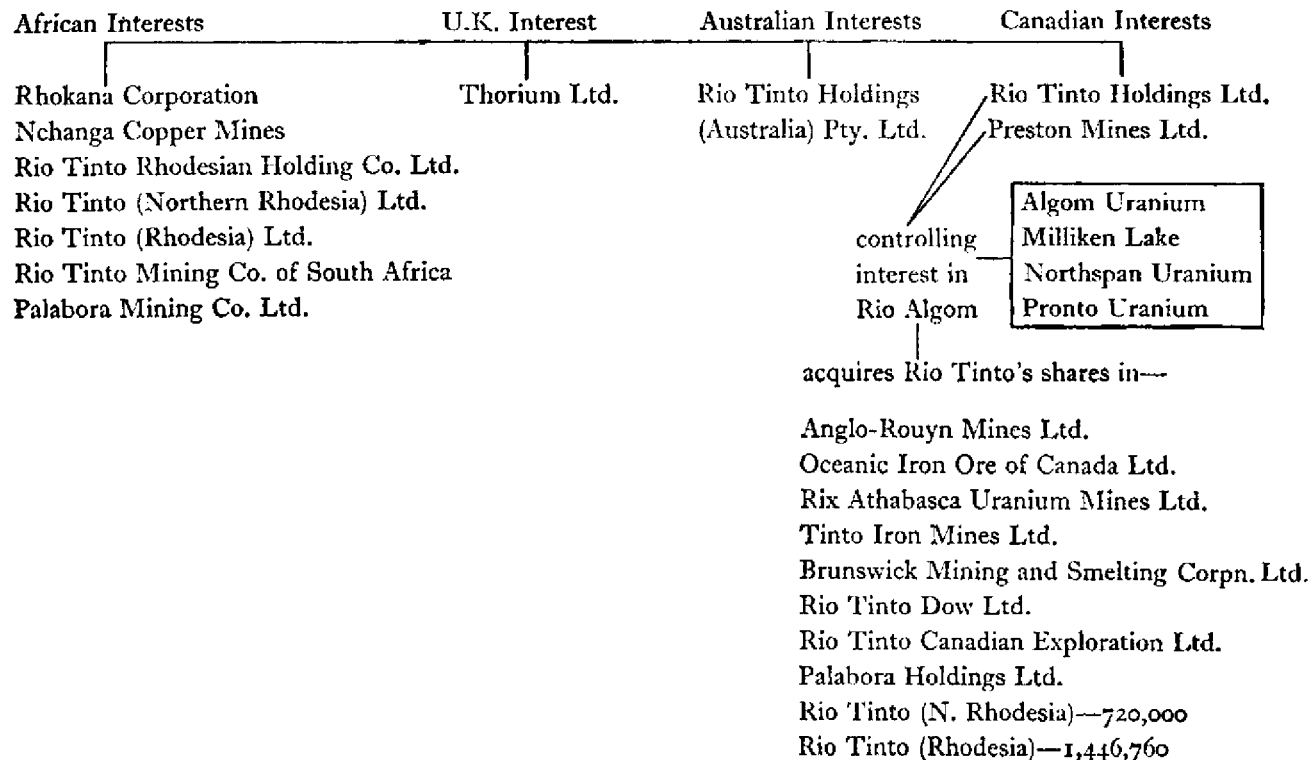 African Interests
U.K. Interest
Australian Interests
Canadian Interests
Rhokana Corporation
Nchanga Copper Mines
Rio Tinto Rhodesian Holding Co. Ltd.
Rio Tinto (Northern Rhodesia) Ltd.
Rio Tinto (Rhodesia) Ltd.
Rio Tinto Mining Co. of South Africa
Palabora Mining Co. Ltd.
Thorium Ltd.
Rio Tinto Holdings
(Australia) Pty. Ltd.
Rio Tinto Holdings Ltd.
Preston Mines Ltd.
controlling
interest in
Rio Algom
Algom Uranium
Milliken Lake
Northspan Uranium
Pronto Uranium
acquires Rio Tinto's shares in—
Anglo-Rouyn Mines Ltd.
Oceanic Iron Ore of Canada Ltd.
Rix Athabasca Uranium Mines Ltd.
Tinto Iron Mines Ltd.
Brunswick Mining and Smelting Corpn. Ltd.
Rio Tinto Dow Ltd.
Rio Tinto Canadian Exploration Ltd.
Palabora Holdings Ltd.
Rio Tinto (N. Rhodesia)—720,000
Rio Tinto (Rhodesia)—1,446,760